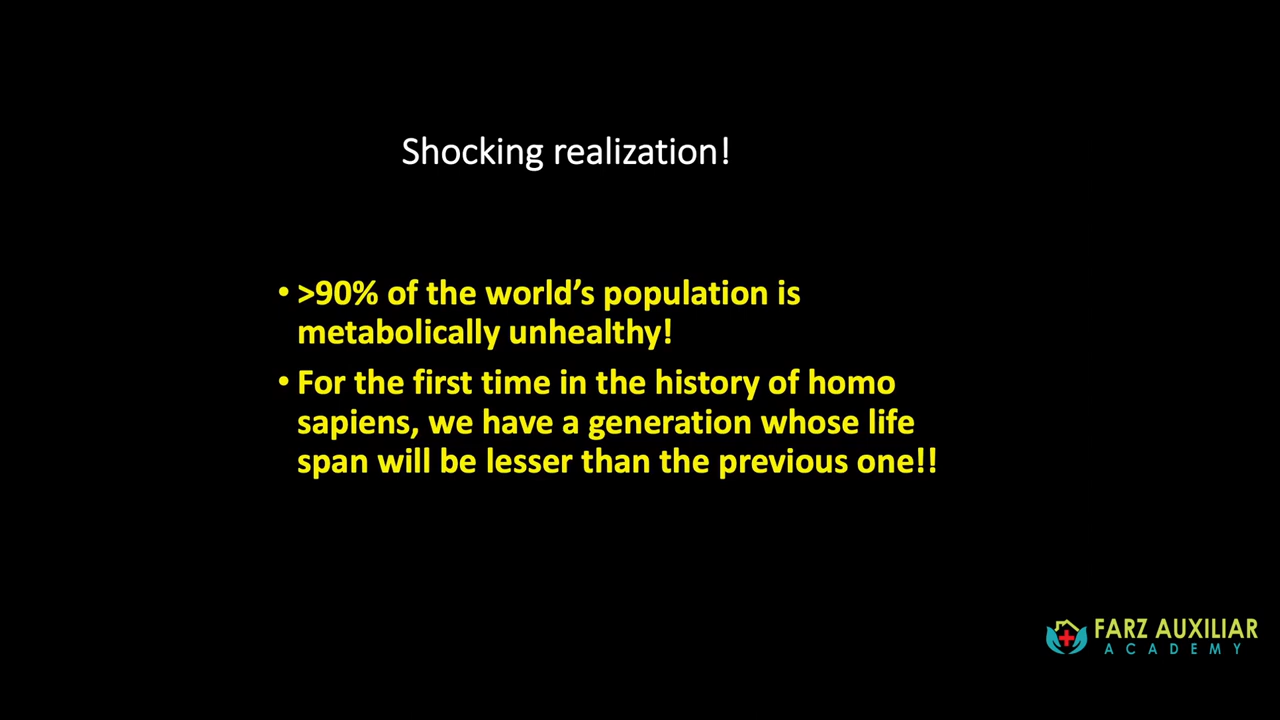 Shocking realization!
• >90% of the world’s population is
metabolically unhealthy!
• For the first time in the history of homo
sapiens, we have a generation whose life
span will be lesser than the previous one!!
FARZ AUXILIAR
ACADEMY